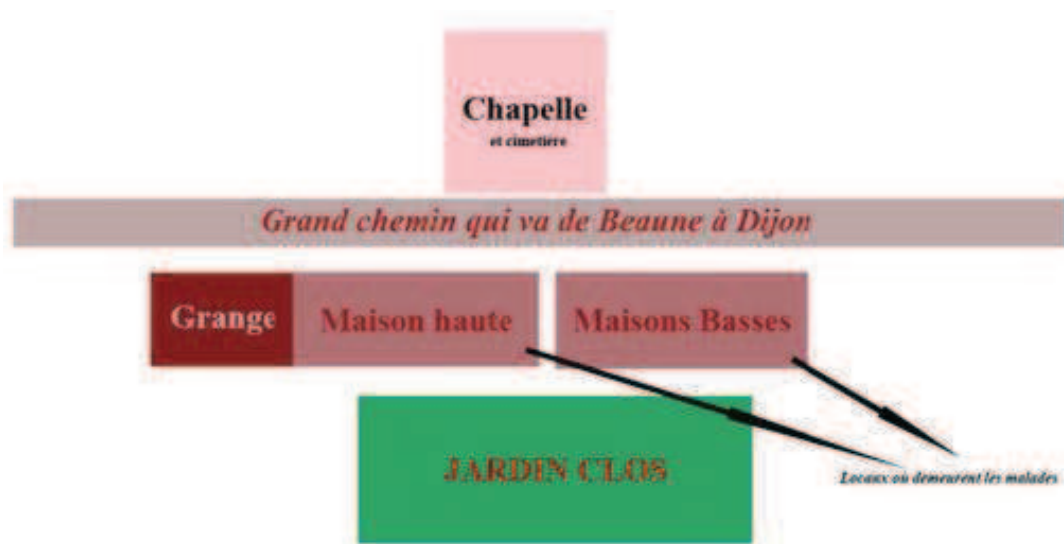 Chapelle
et cimetière
Grand chemin qui va de Beaune à Dijon
Grange Maison haute Maisons Basses
JARDIN CLOS
Locaux où demeurent les malades